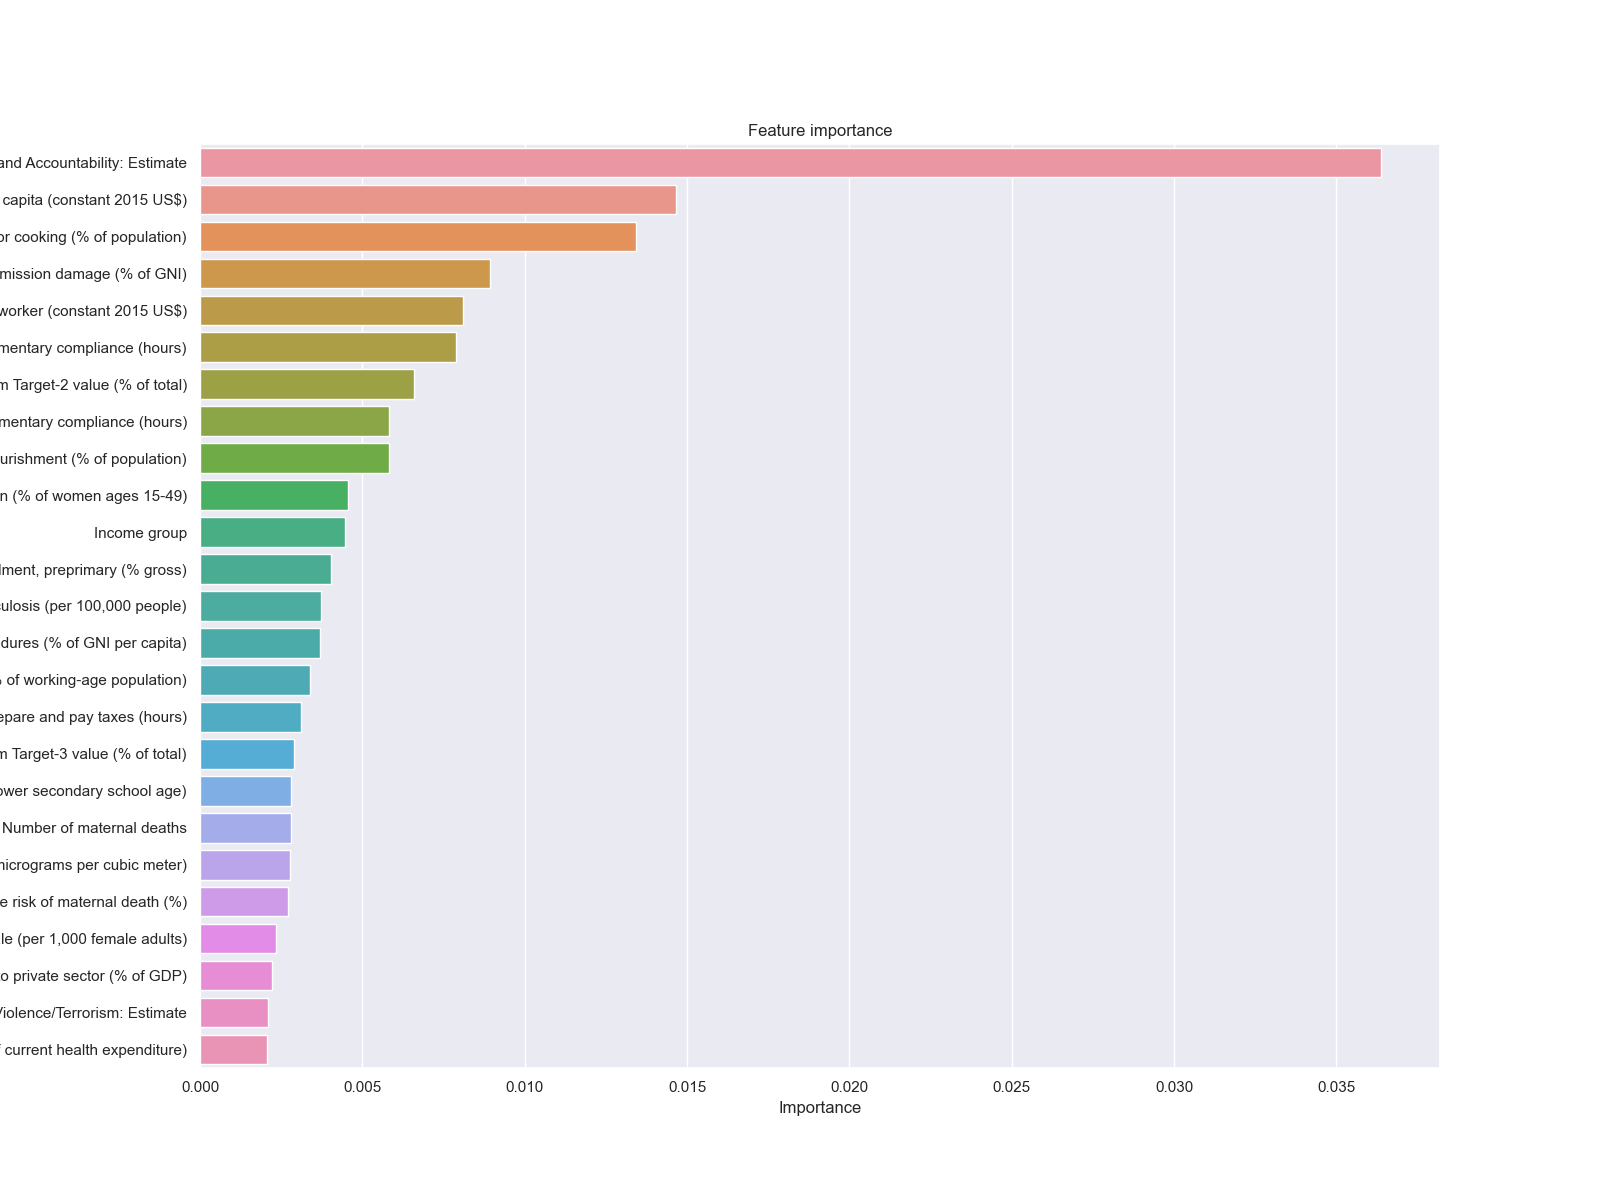 Feature importance
and Accountability: Estimate
capita (constant 2015 US$)
or cooking (% of population)
mission damage (% of GNI)
worker (constant 2015 US$)
mentary compliance (hours)
m Target-2 value (% of total)
mentary compliance (hours)
urishment (% of population)
n (% of women ages 15-49)
Income group
lment, preprimary (% gross)
culosis (per 100,000 people)
dures (% of GNI per capita)
% of working-age population)
epare and pay taxes (hours)
m Target-3 value (% of total)
ower secondary school age)
Number of maternal deaths
micrograms per cubic meter)
e risk of maternal death (%)
le (per 1,000 female adults)
to private sector (% of GDP)
Violence/Terrorism: Estimate
f current health expenditure)
0.000 0.005 0.010 0.015 0.020 0.025 0.030 0.035
Importance